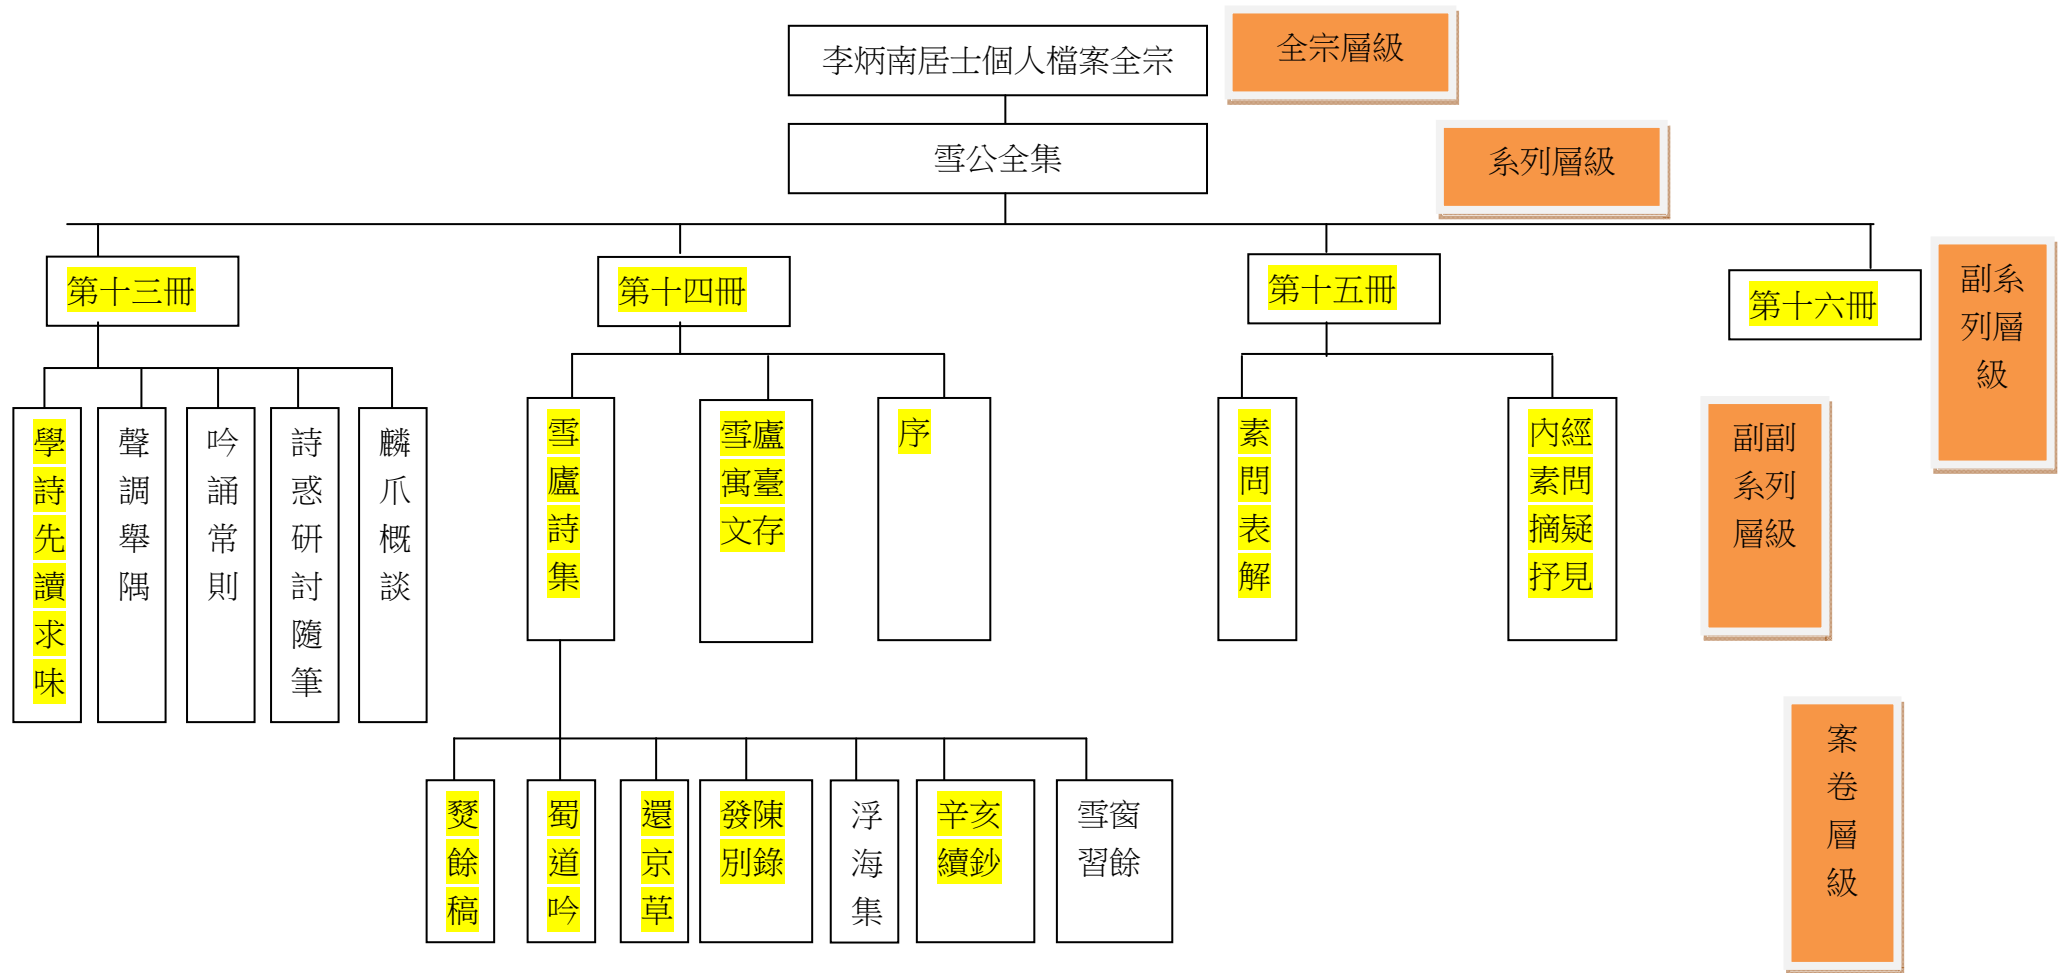 李炳南居士個人檔案全宗
全宗層級
雪公全集
系列層級
第十三冊
第十四冊
第十五冊
第十六冊
副系
列層
級
學詩先讀求味
聲調舉隅
吟誦常則
詩惑研討隨筆
麟爪概談
雪廬詩集
雪廬
寓臺
文存
序
素問表解
內經
素問
摘疑
抒見
副副
系列
層級
燹餘稿
蜀道吟
還京草
發陳
別錄
浮海集
辛亥
續鈔
雪窗
習餘
案卷層級